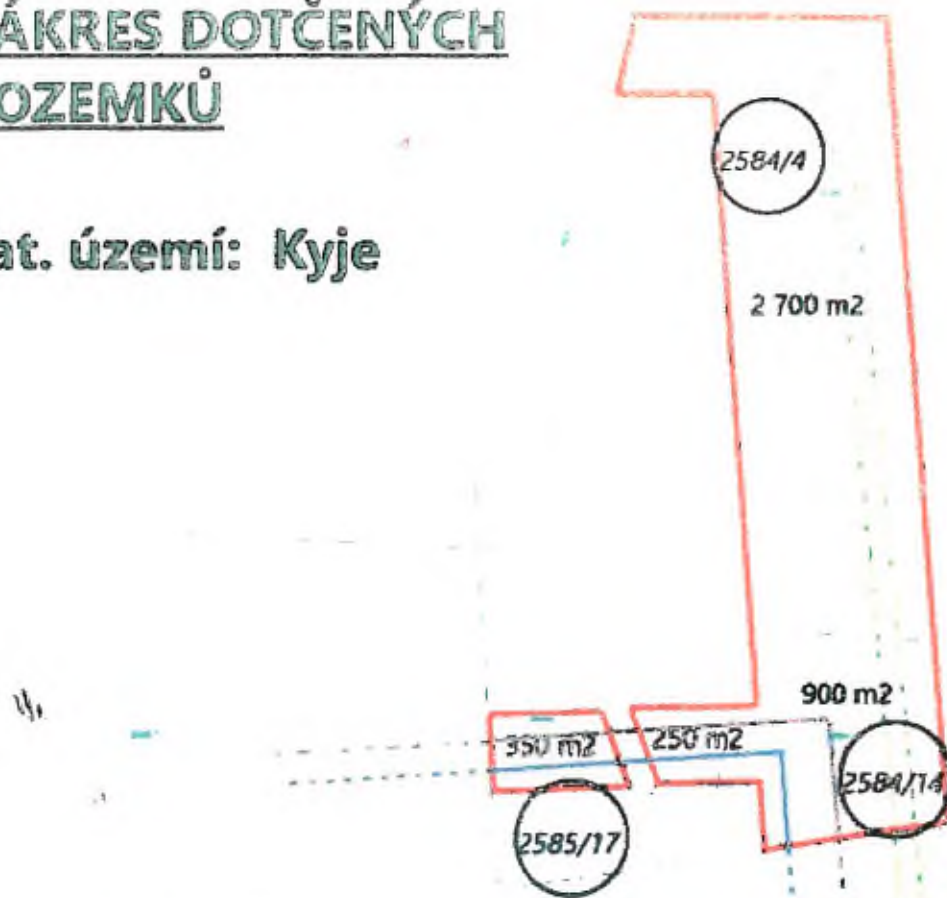 ÁKRES DOTČENÝCH
OZEMKŮ
at. území: Kyje
2584/4
2 700 m2
900 m2
350 m2
250 m2
2584/14
2585/17